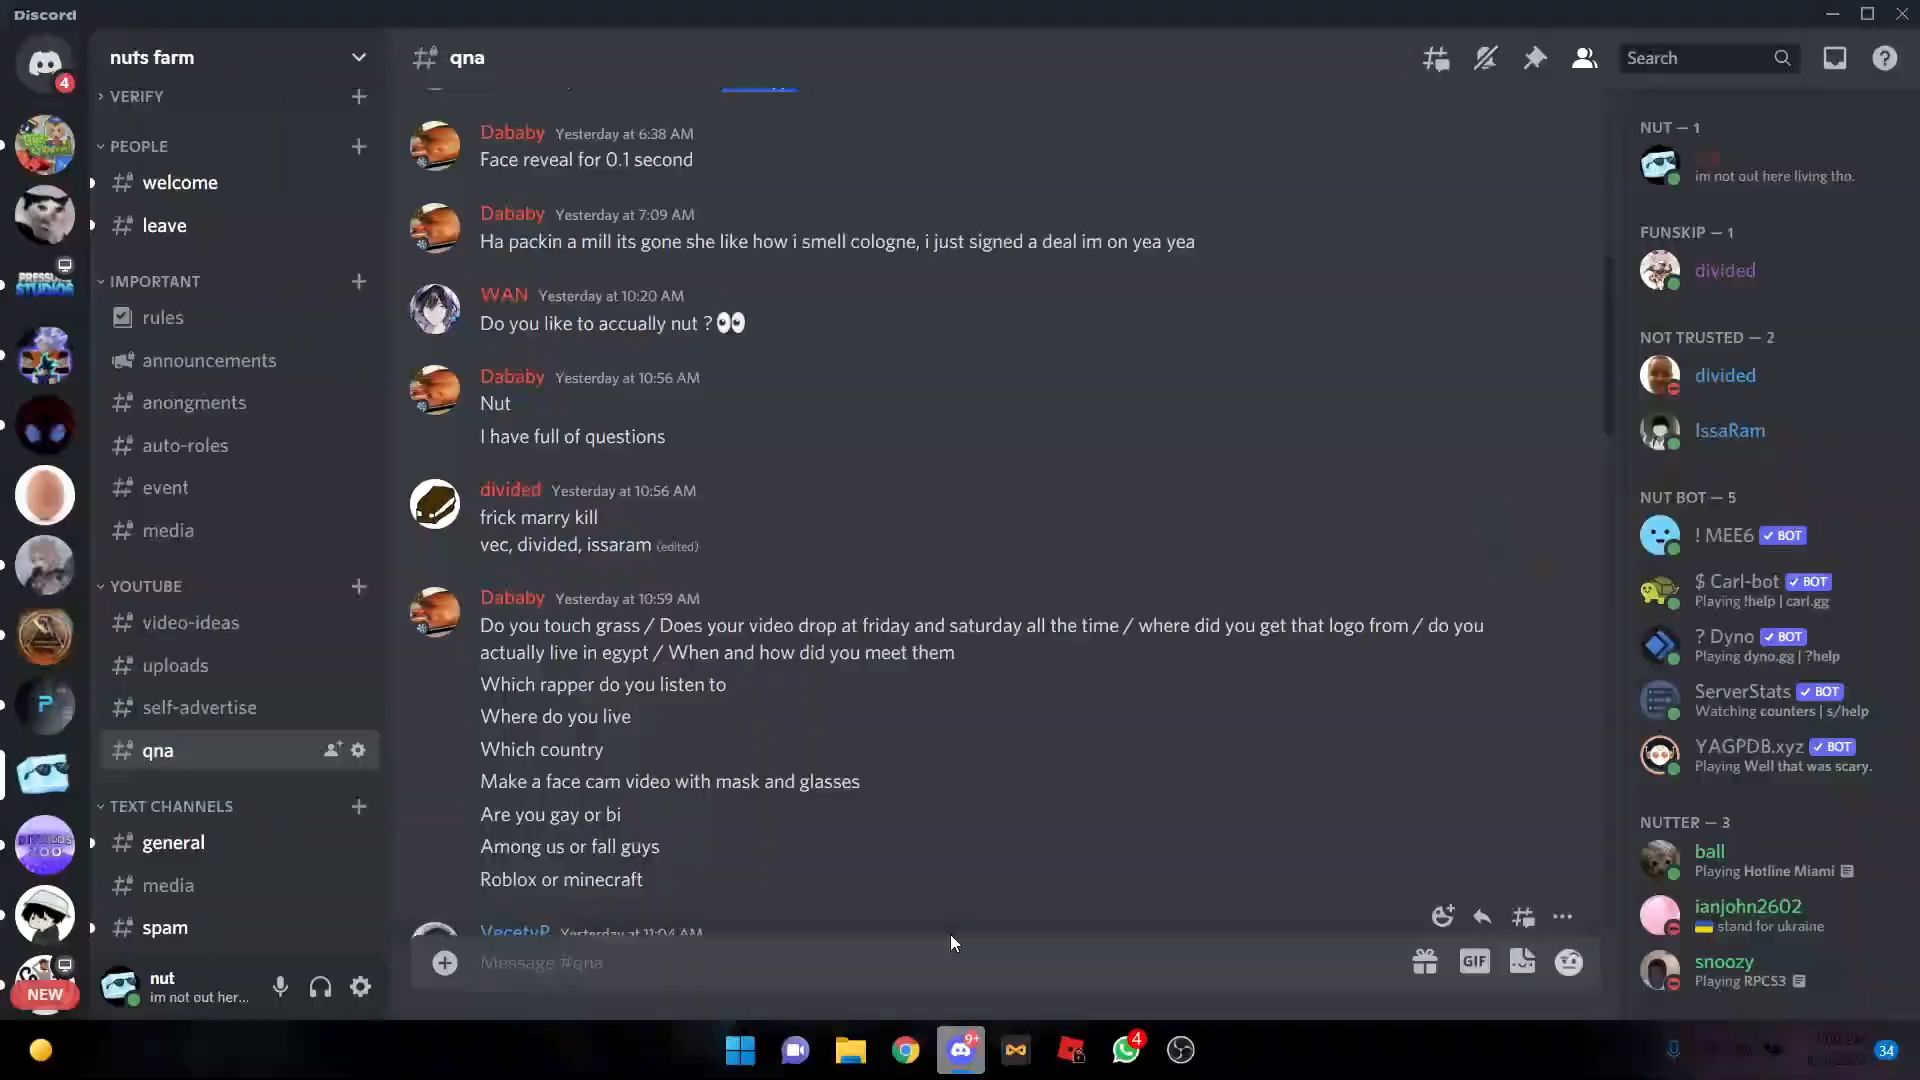 Discord
nuts farm
VERIFY
PEOPLE
welcome
leave
IMPORTANT
rules
announcements
anongments
auto-roles
event
media
YOUTUBE
video-ideas
uploads
self-advertise
qna
TEXT CHANNELS
general
media
spam
4
PRESSU
STUDIOS
NEW
nut
im not out her...
qna
Search
Dababy Yesterday at 6:38 AM
Face reveal for 0.1 second
Dababy Yesterday at 7:09 AM
Ha packin a mill its gone she like how i smell cologne, i just signed a deal im on yea yea
WAN Yesterday at 10:20 AM
Do you like to accually nut ? 👀
Dababy Yesterday at 10:56 AM
Nut
I have full of questions
divided Yesterday at 10:56 AM
frick marry kill
vec, divided, issaram (edited)
Dababy Yesterday at 10:59 AM
Do you touch grass / Does your video drop at friday and saturday all the time / where did you get that logo from / do you
actually live in egypt / When and how did you meet them
Which rapper do you listen to
Where do you live
Which country
Make a face cam video with mask and glasses
Are you gay or bi
Among us or fall guys
Roblox or minecraft
VecetyP Yesterday at 11:04 AM
Message #qna
GIF
NUT — 1
im not out here living tho.
FUNSKIP — 1
divided
NOT TRUSTED — 2
divided
IssaRam
NUT BOT — 5
! MEE6 ✓ BOT
$ Carl-bot ✓ BOT
Playing !help | carl.gg
? Dyno ✓ BOT
Playing dyno.gg | ?help
ServerStats ✓ BOT
Watching counters | s/help
YAGPDB.xyz ✓ BOT
Playing Well that was scary.
NUTTER — 3
ball
Playing Hotline Miami
ianjohn2602
stand for ukraine
snoozy
Playing RPCS3
9+
4
34